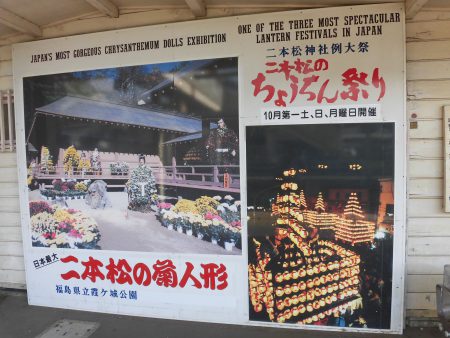 JAPAN'S MOST GORGEOUS CHRYSANTHEMUM DOLLS EXHIBITION
日本最大
二本松の菊人形
福島県立霞ケ城公園
ONE OF THE THREE MOST SPECTACULAR
LANTERN FESTIVALS IN JAPAN
二本松神社例大祭
二本松の
ちょうちん祭り
10月第一土、日、月曜日開催